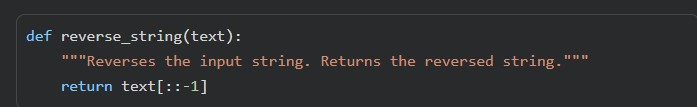 def reverse_string(text):
    """Reverses the input string. Returns the reversed string."""
    return text[::-1]